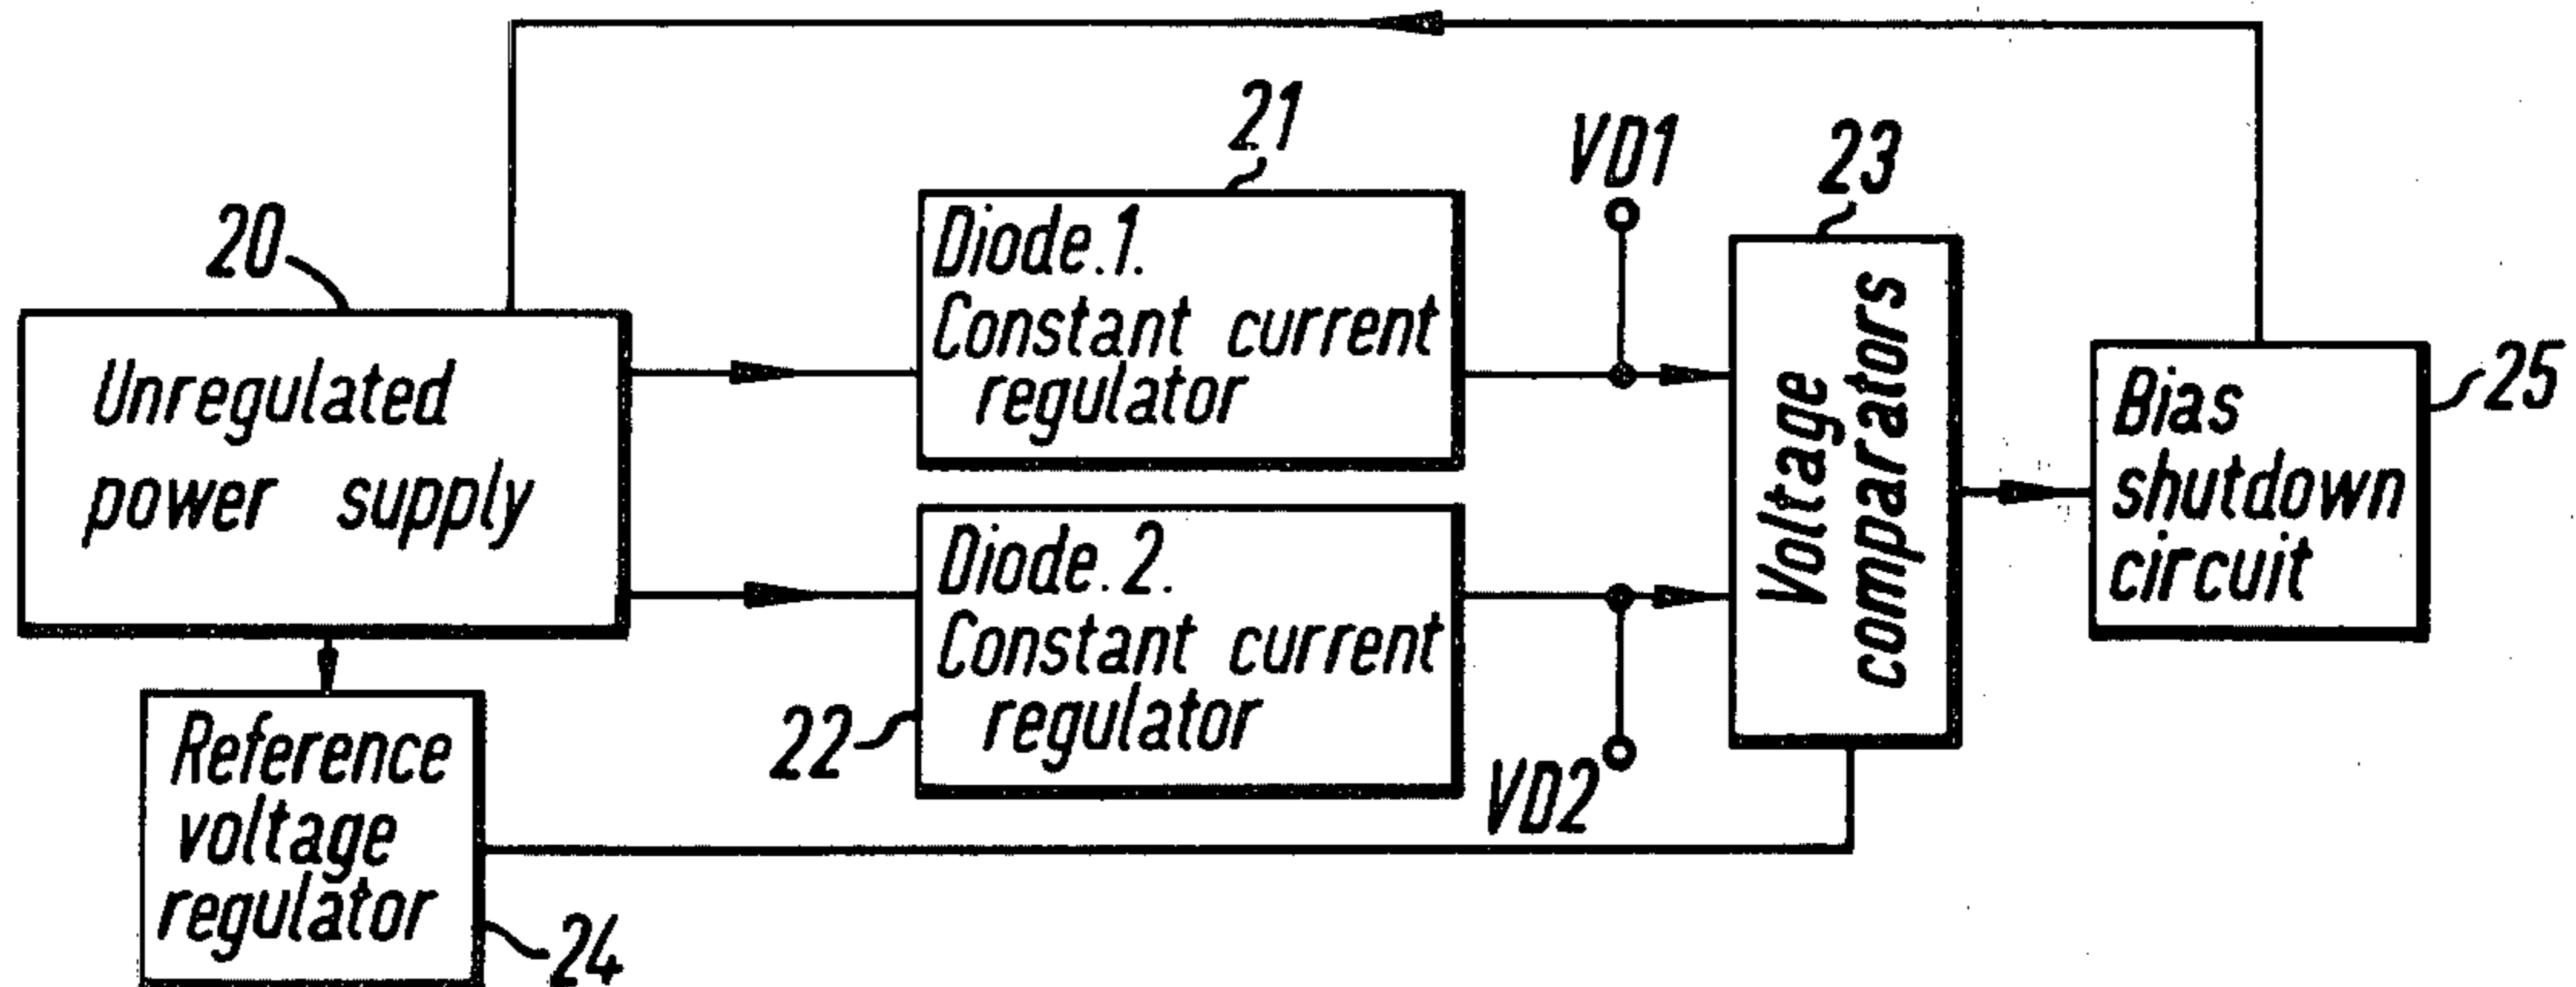 21
VD1
23
20
Diode.1.
Constant current
regulator
Unregulated
power supply
Voltage
comparators
Bias
shutdown
circuit
25
Diode.2.
Constant current
regulator
22
VD2
Reference
voltage
regulator
24